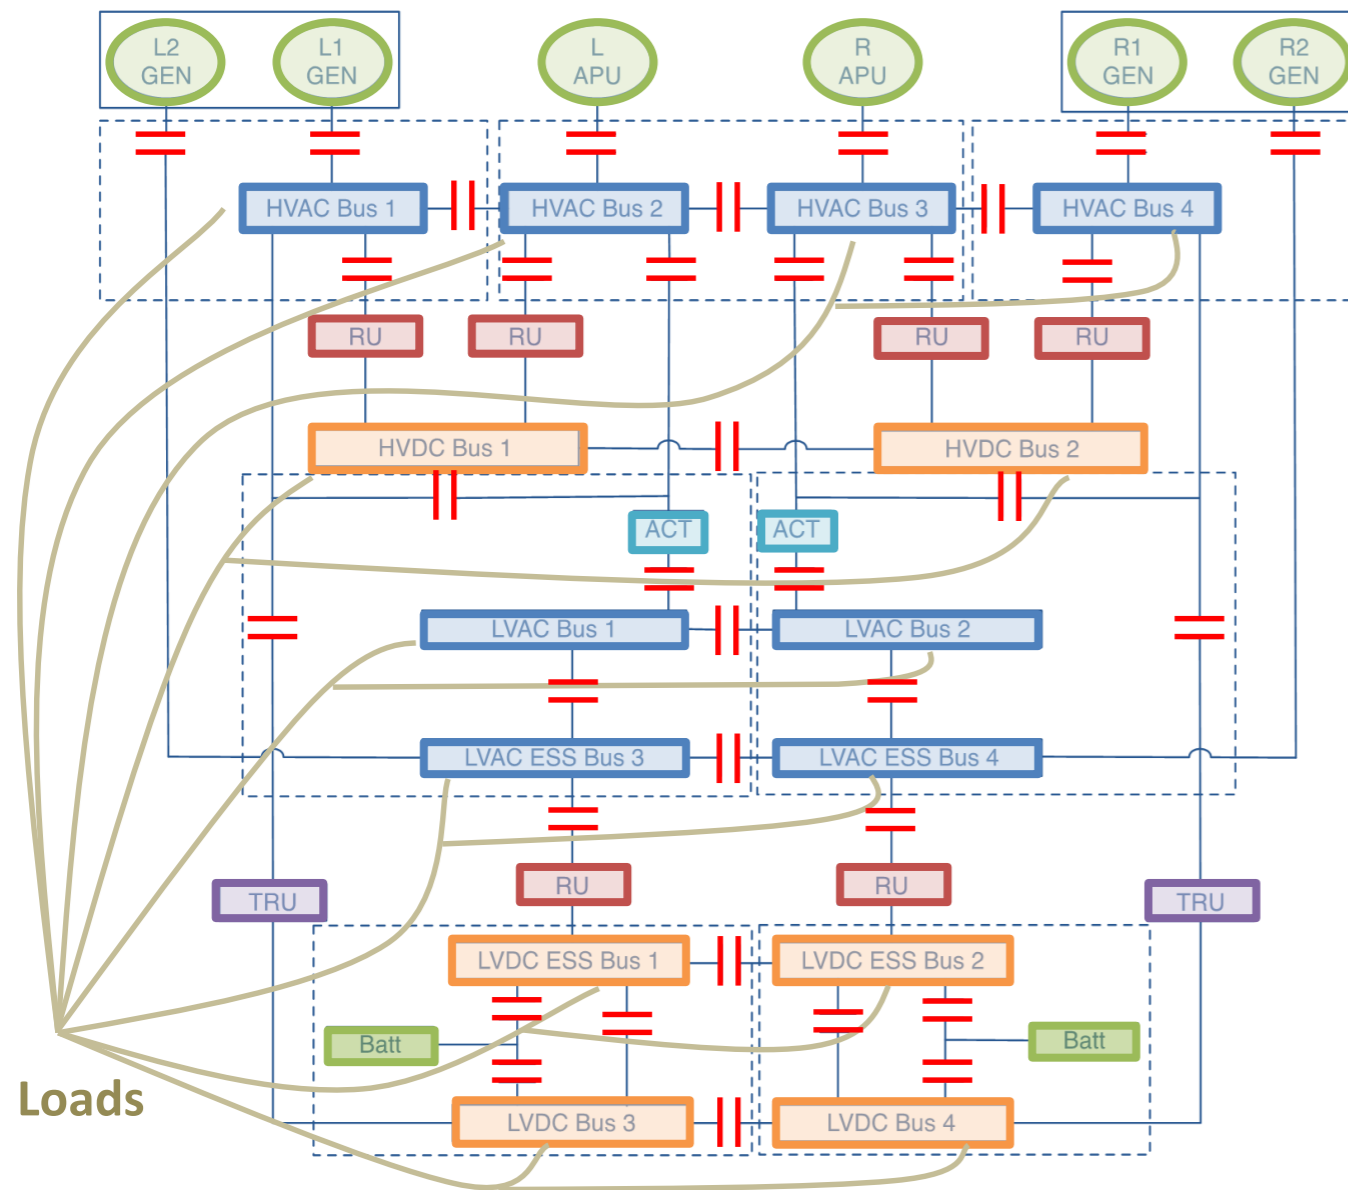 L2
GEN
L1
GEN
L
APU
R
APU
R1
GEN
R2
GEN
HVAC Bus 1
HVAC Bus 2
HVAC Bus 3
HVAC Bus 4
RU
RU
RU
RU
HVDC Bus 1
HVDC Bus 2
ACT
ACT
LVAC Bus 1
LVAC Bus 2
LVAC ESS Bus 3
LVAC ESS Bus 4
RU
RU
TRU
TRU
LVDC ESS Bus 1
LVDC ESS Bus 2
Batt
Batt
Loads
LVDC Bus 3
LVDC Bus 4